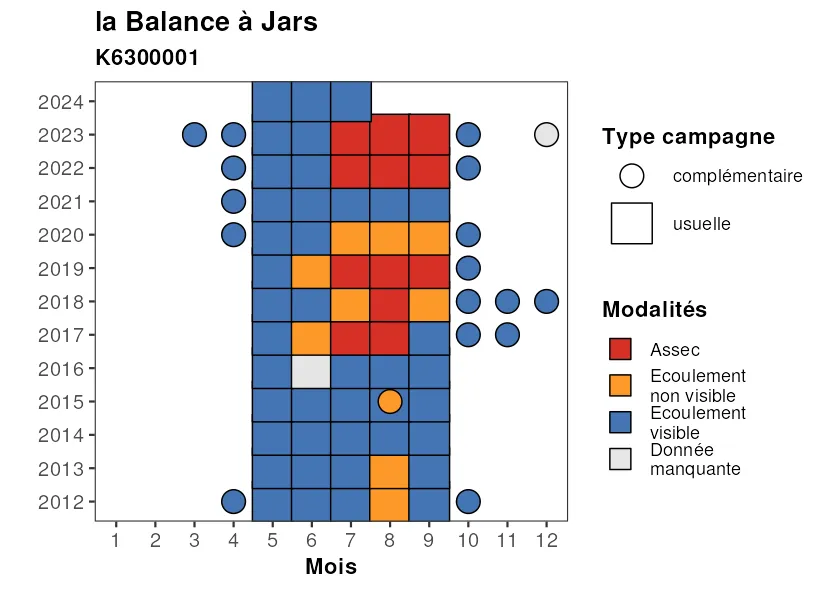 la Balance à Jars
K6300001
2024
2023
2022
2021
2020
2019
2018
2017
2016
2015
2014
2013
2012
1 2 3 4 5 6 7 8 9 10 11 12
Mois
Type campagne
complémentaire
usuelle
Modalités
Assec
Ecoulement
non visible
Ecoulement
visible
Donnée
manquante